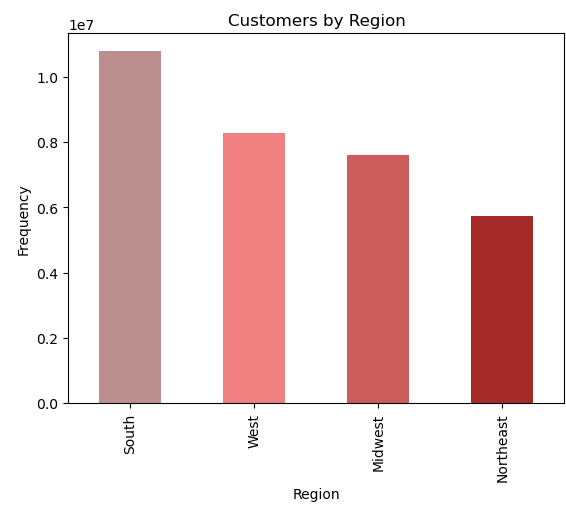 Customers by Region
1e7
1.0
0.8
0.6
0.4
0.2
0.0
Frequency
South
West
Midwest
Northeast
Region